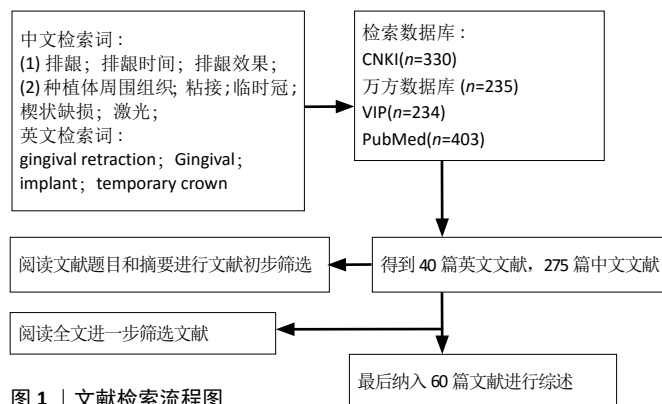 中文检索词：
(1) 排龈；排龈时间；排龈效果；
(2) 种植体周围组织；粘接；临时冠；
楔状缺损；激光；
英文检索词：
gingival retraction；Gingival；
implant；temporary crown
检索数据库：
CNKI(n=330)
万方数据库 (n=235)
VIP(n=234)
PubMed(n=403)
阅读文献题目和摘要进行文献初步筛选
得到 40 篇英文文献，275 篇中文文献
阅读全文进一步筛选文献
最后纳入 60 篇文献进行综述
图 1 ｜文献检索流程图